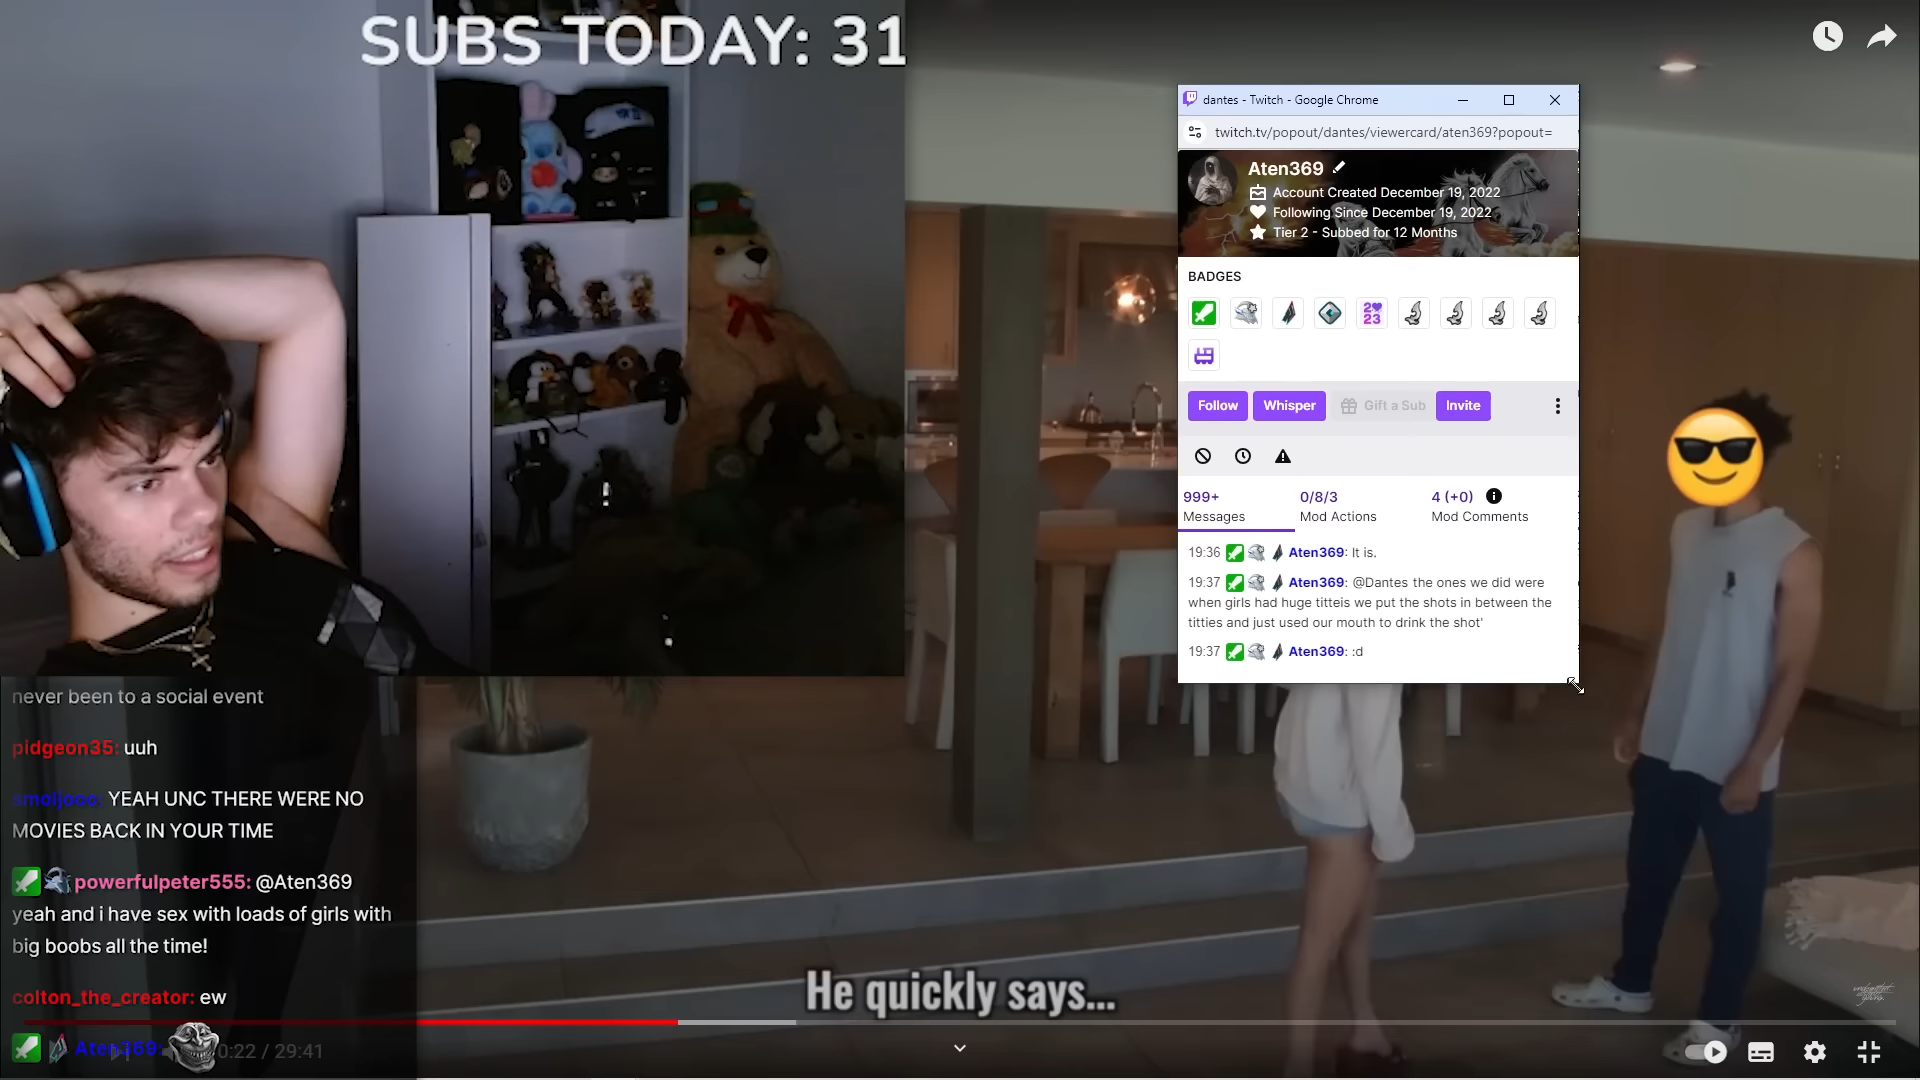 SUBS TODAY: 31
dantes - Twitch - Google Chrome
twitch.tv/popout/dantes/viewercard/aten369?popout=
Aten369
Account Created December 19, 2022
Following Since December 19, 2022
Tier 2 - Subbed for 12 Months
BADGES
2
23
Follow Whisper Gift a Sub Invite
999+ 0/8/3 4 (+0)
Messages Mod Actions Mod Comments
19:36 Aten369: It is.
19:37 Aten369: @Dantes the ones we did were
when girls had huge titteis we put the shots in between the
titties and just used our mouth to drink the shot'
19:37 Aten369: :d
never been to a social event
pidgeon35: uuh
smoljooo: YEAH UNC THERE WERE NO
MOVIES BACK IN YOUR TIME
powerfulpeter555: @Aten369
yeah and i have sex with loads of girls with
big boobs all the time!
colton_the_creator: ew
Aten369: 0:22 / 29:41
He quickly says...